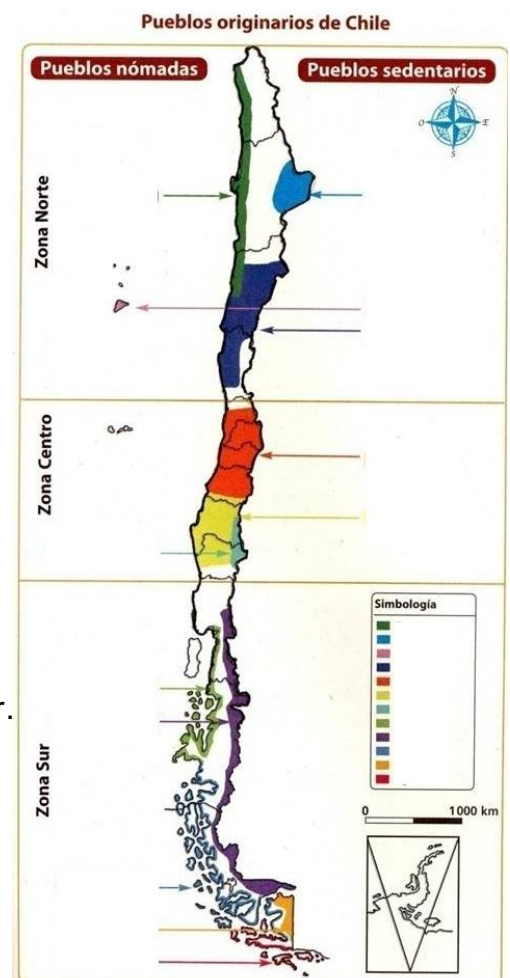 Pueblos originarios de Chile
Pueblos nómadas
Pueblos sedentarios
N
O
E
S
Zona Norte
Zona Centro
Zona Sur
r.
Simbología
0
1000 km